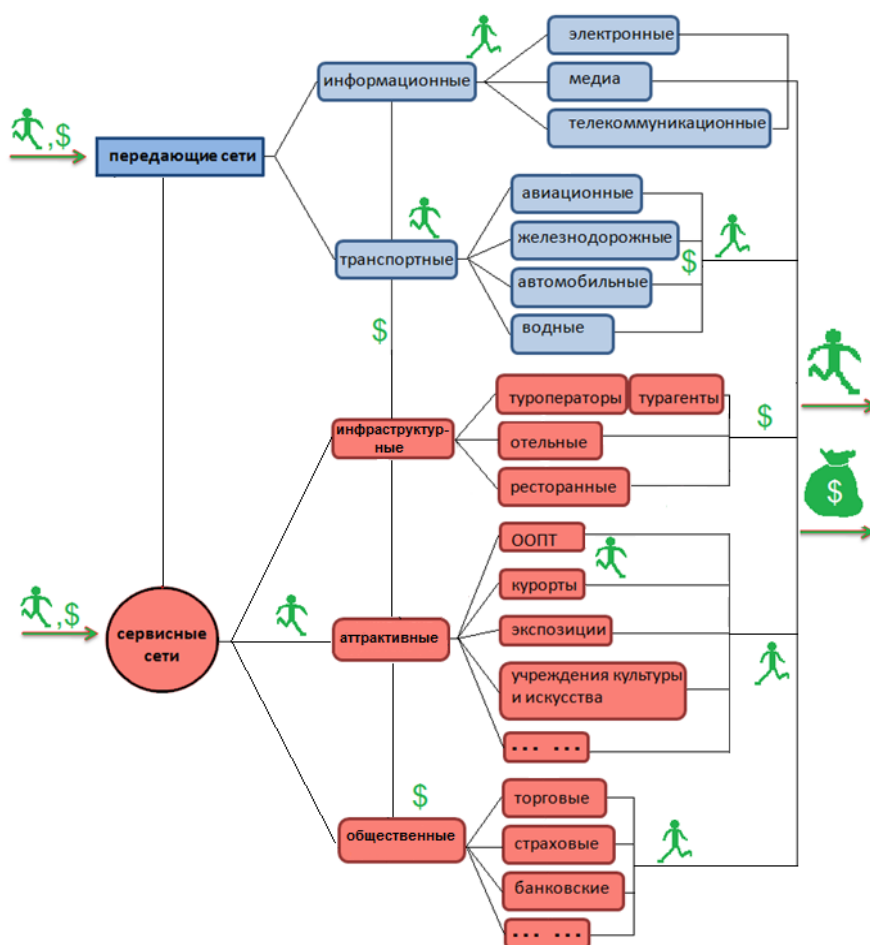 электронные
информационные
медиа
телекоммуникационные
,$
передающие сети
авиационные
железнодорожные
$
транспортные
автомобильные
водные
$
туроператоры
турагенты
$
инфраструктур-
ные
отельные
ресторанные
$
ООПТ
курорты
,$
сервисные
сети
аттрактивные
экспозиции
учреждения культуры
и искусства
... ...
$
торговые
общественные
страховые
банковские
... ...